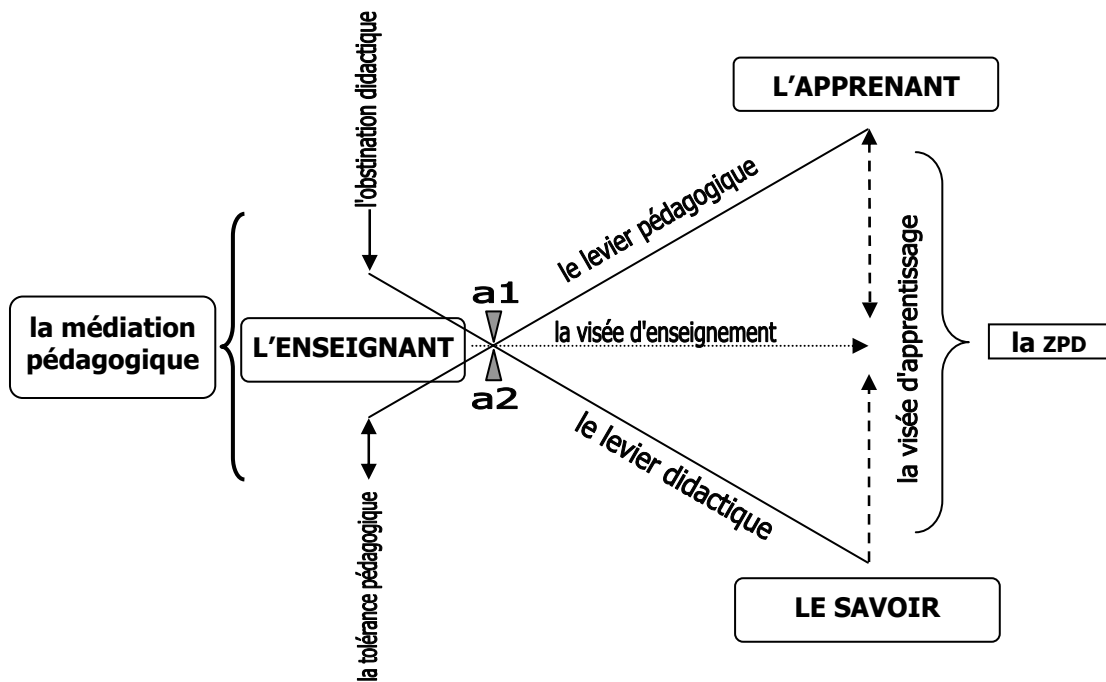 l'obstination didactique
L'APPRENANT
le levier pédagogique
a1
la médiation
pédagogique
L'ENSEIGNANT
la visée d'enseignement
la visée d'apprentissage
la ZPD
a2
le levier didactique
la tolérance pédagogique
LE SAVOIR